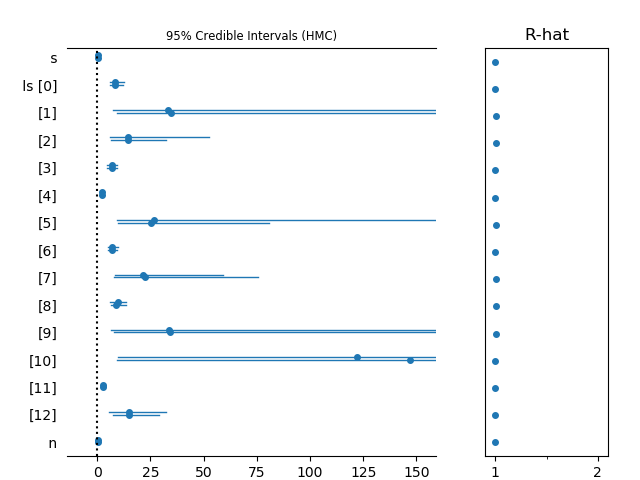 95% Credible Intervals (HMC)
R-hat
s
ls [0]
[1]
[2]
[3]
[4]
[5]
[6]
[7]
[8]
[9]
[10]
[11]
[12]
n
0 25 50 75 100 125 150
1 2